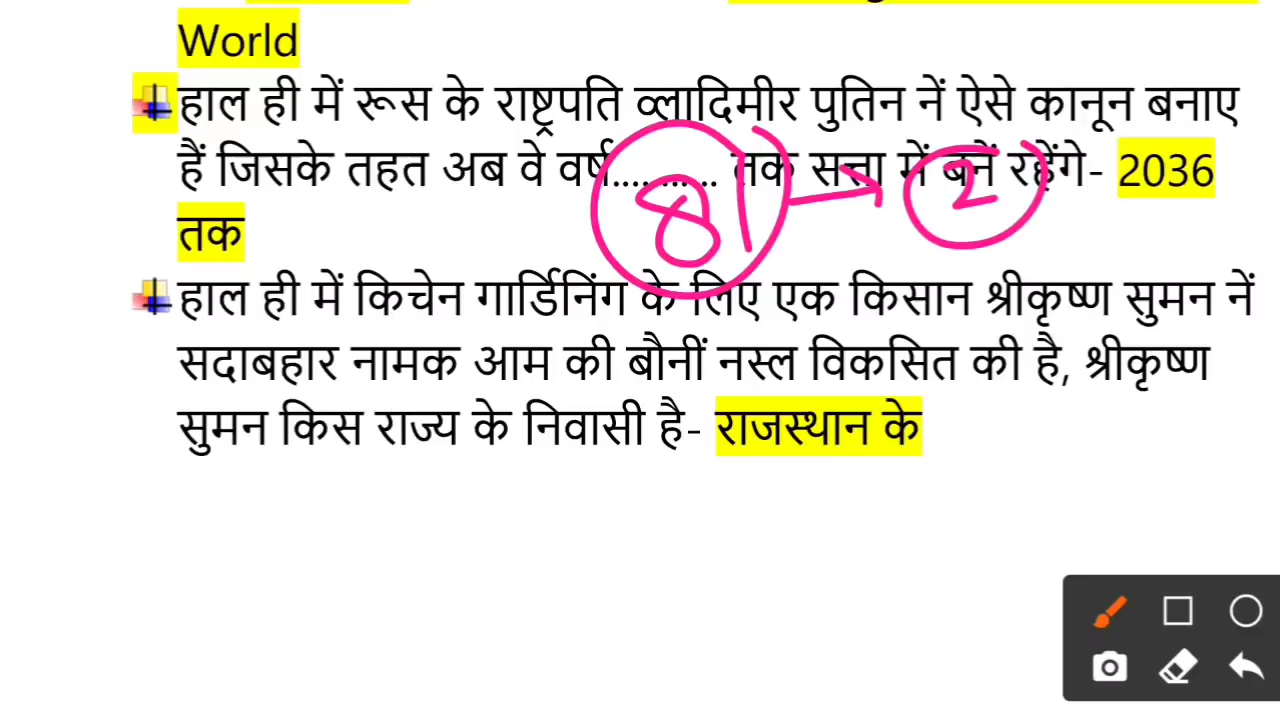 World
हाल ही में रूस के राष्ट्रपति व्लादिमीर पुतिन नें ऐसे कानून बनाए
हैं जिसके तहत अब वे वर्ष........... तक सत्ता में बनें रहेंगे- 2036
तक
81 → 2
हाल ही में किचेन गार्डिनिंग के लिए एक किसान श्रीकृष्ण सुमन नें
सदाबहार नामक आम की बौनीं नस्ल विकसित की है, श्रीकृष्ण
सुमन किस राज्य के निवासी है- राजस्थान के